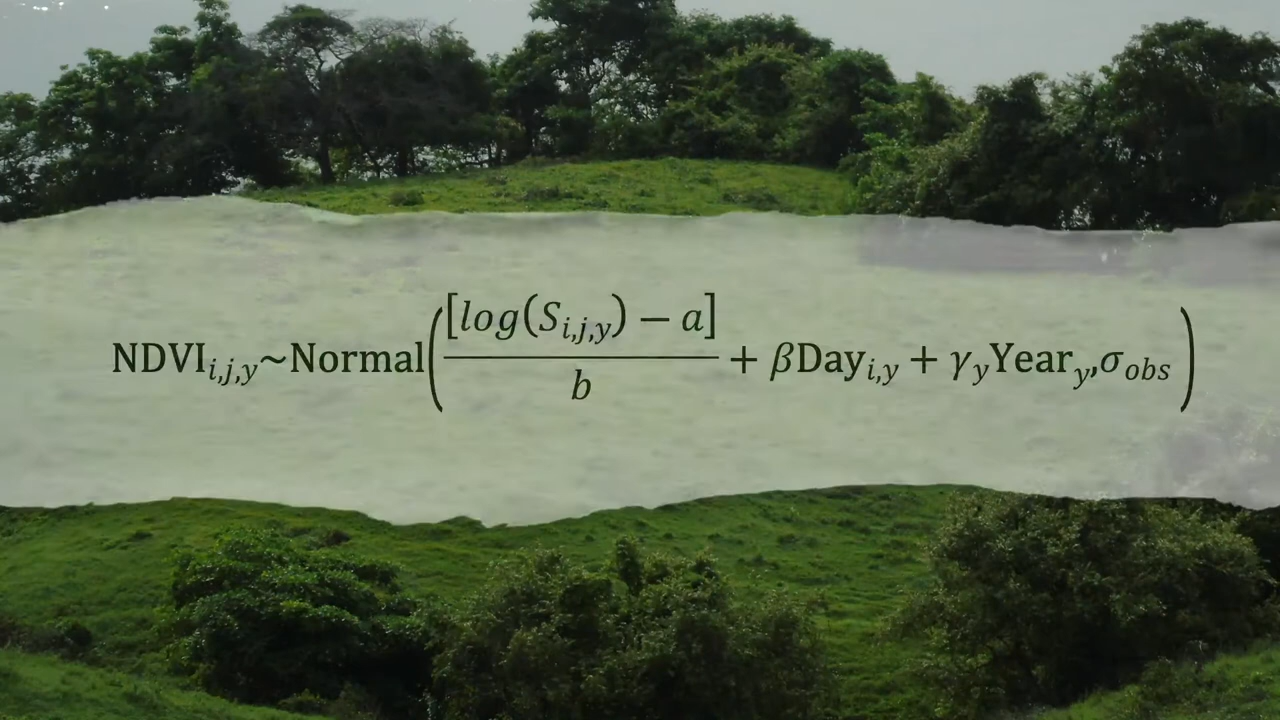 NDVI_{i,j,y}~Normal([log(S_{i,j,y}) − a]/b + βDay_{i,y} + γ_yYear_y,σ_{obs})